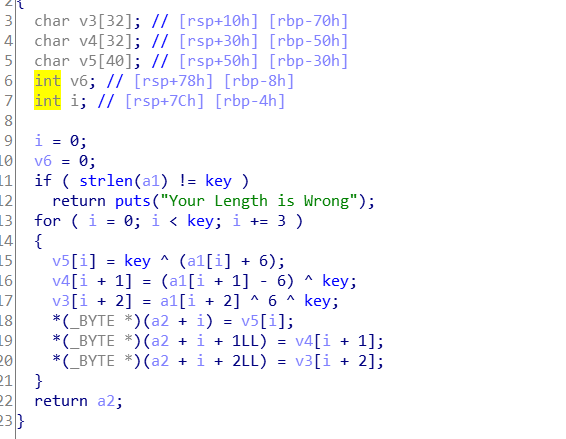 2 {
3 char v3[32]; // [rsp+10h] [rbp-70h]
4 char v4[32]; // [rsp+30h] [rbp-50h]
5 char v5[40]; // [rsp+50h] [rbp-30h]
6 int v6; // [rsp+78h] [rbp-8h]
7 int i; // [rsp+7Ch] [rbp-4h]
8
9 i = 0;
10 v6 = 0;
11 if ( strlen(a1) != key )
12 return puts("Your Length is Wrong");
13 for ( i = 0; i < key; i += 3 )
14 {
15 v5[i] = key ^ (a1[i] + 6);
16 v4[i + 1] = (a1[i + 1] - 6) ^ key;
17 v3[i + 2] = a1[i + 2] ^ 6 ^ key;
18 *(_BYTE *)(a2 + i) = v5[i];
19 *(_BYTE *)(a2 + i + 1LL) = v4[i + 1];
20 *(_BYTE *)(a2 + i + 2LL) = v3[i + 2];
21 }
22 return a2;
23 }